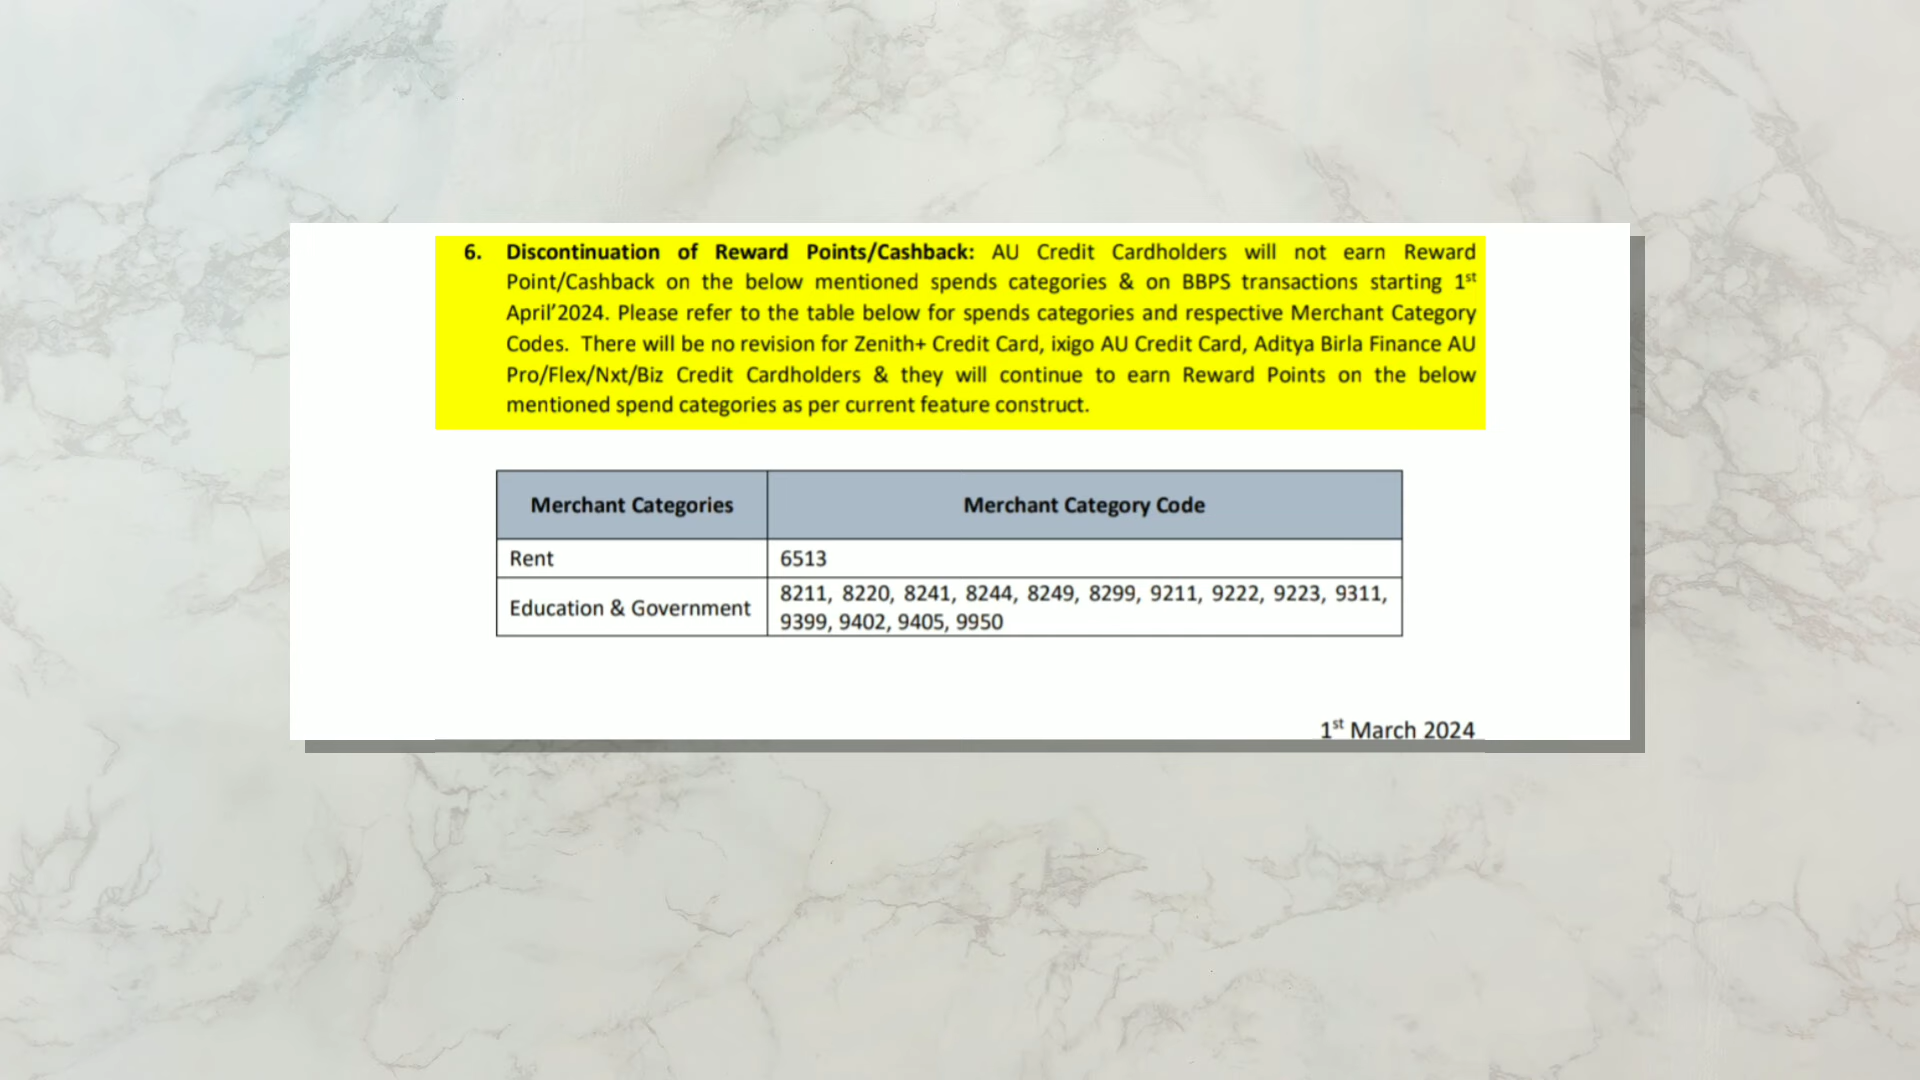 6. Discontinuation of Reward Points/Cashback: AU Credit Cardholders will not earn Reward
Point/Cashback on the below mentioned spends categories & on BBPS transactions starting 1st
April'2024. Please refer to the table below for spends categories and respective Merchant Category
Codes. There will be no revision for Zenith+ Credit Card, ixigo AU Credit Card, Aditya Birla Finance AU
Pro/Flex/Nxt/Biz Credit Cardholders & they will continue to earn Reward Points on the below
mentioned spend categories as per current feature construct.
Merchant Categories Merchant Category Code
Rent 6513
Education & Government 8211, 8220, 8241, 8244, 8249, 8299, 9211, 9222, 9223, 9311,
9399, 9402, 9405, 9950
1st March 2024